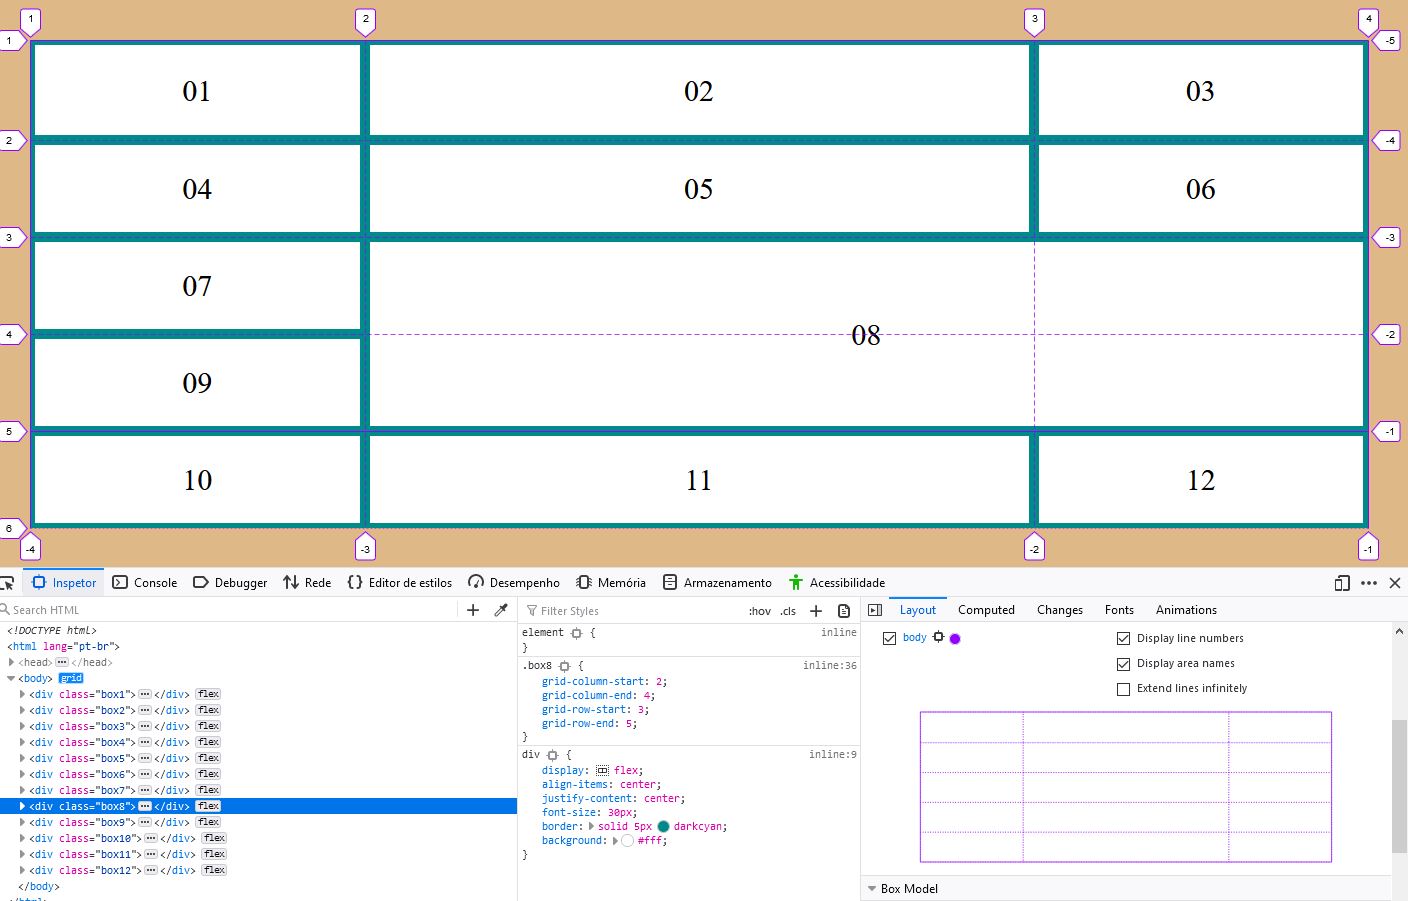 1 2 3 4
1 -5
01 02 03
2 -4
04 05 06
3 -3
07
4 08 -2
09
5 -1
10 11 12
6
-4 -3 -2 -1
Inspetor Console Debugger Rede Editor de estilos Desempenho Memória Armazenamento Acessibilidade
Search HTML
<!DOCTYPE html>
<html lang="pt-br">
<head></head>
<body> grid
<div class="box1"></div> flex
<div class="box2"></div> flex
<div class="box3"></div> flex
<div class="box4"></div> flex
<div class="box5"></div> flex
<div class="box6"></div> flex
<div class="box7"></div> flex
<div class="box8"></div> flex
<div class="box9"></div> flex
<div class="box10"></div> flex
<div class="box11"></div> flex
<div class="box12"></div> flex
</body>
Filter Styles :hov .cls
element { inline
}
.box8 { inline:36
grid-column-start: 2;
grid-column-end: 4;
grid-row-start: 3;
grid-row-end: 5;
}
div { inline:9
display: flex;
align-items: center;
justify-content: center;
font-size: 30px;
border: solid 5px darkcyan;
background: #fff;
}
Layout Computed Changes Fonts Animations
body Display line numbers
Display area names
Extend lines infinitely
Box Model